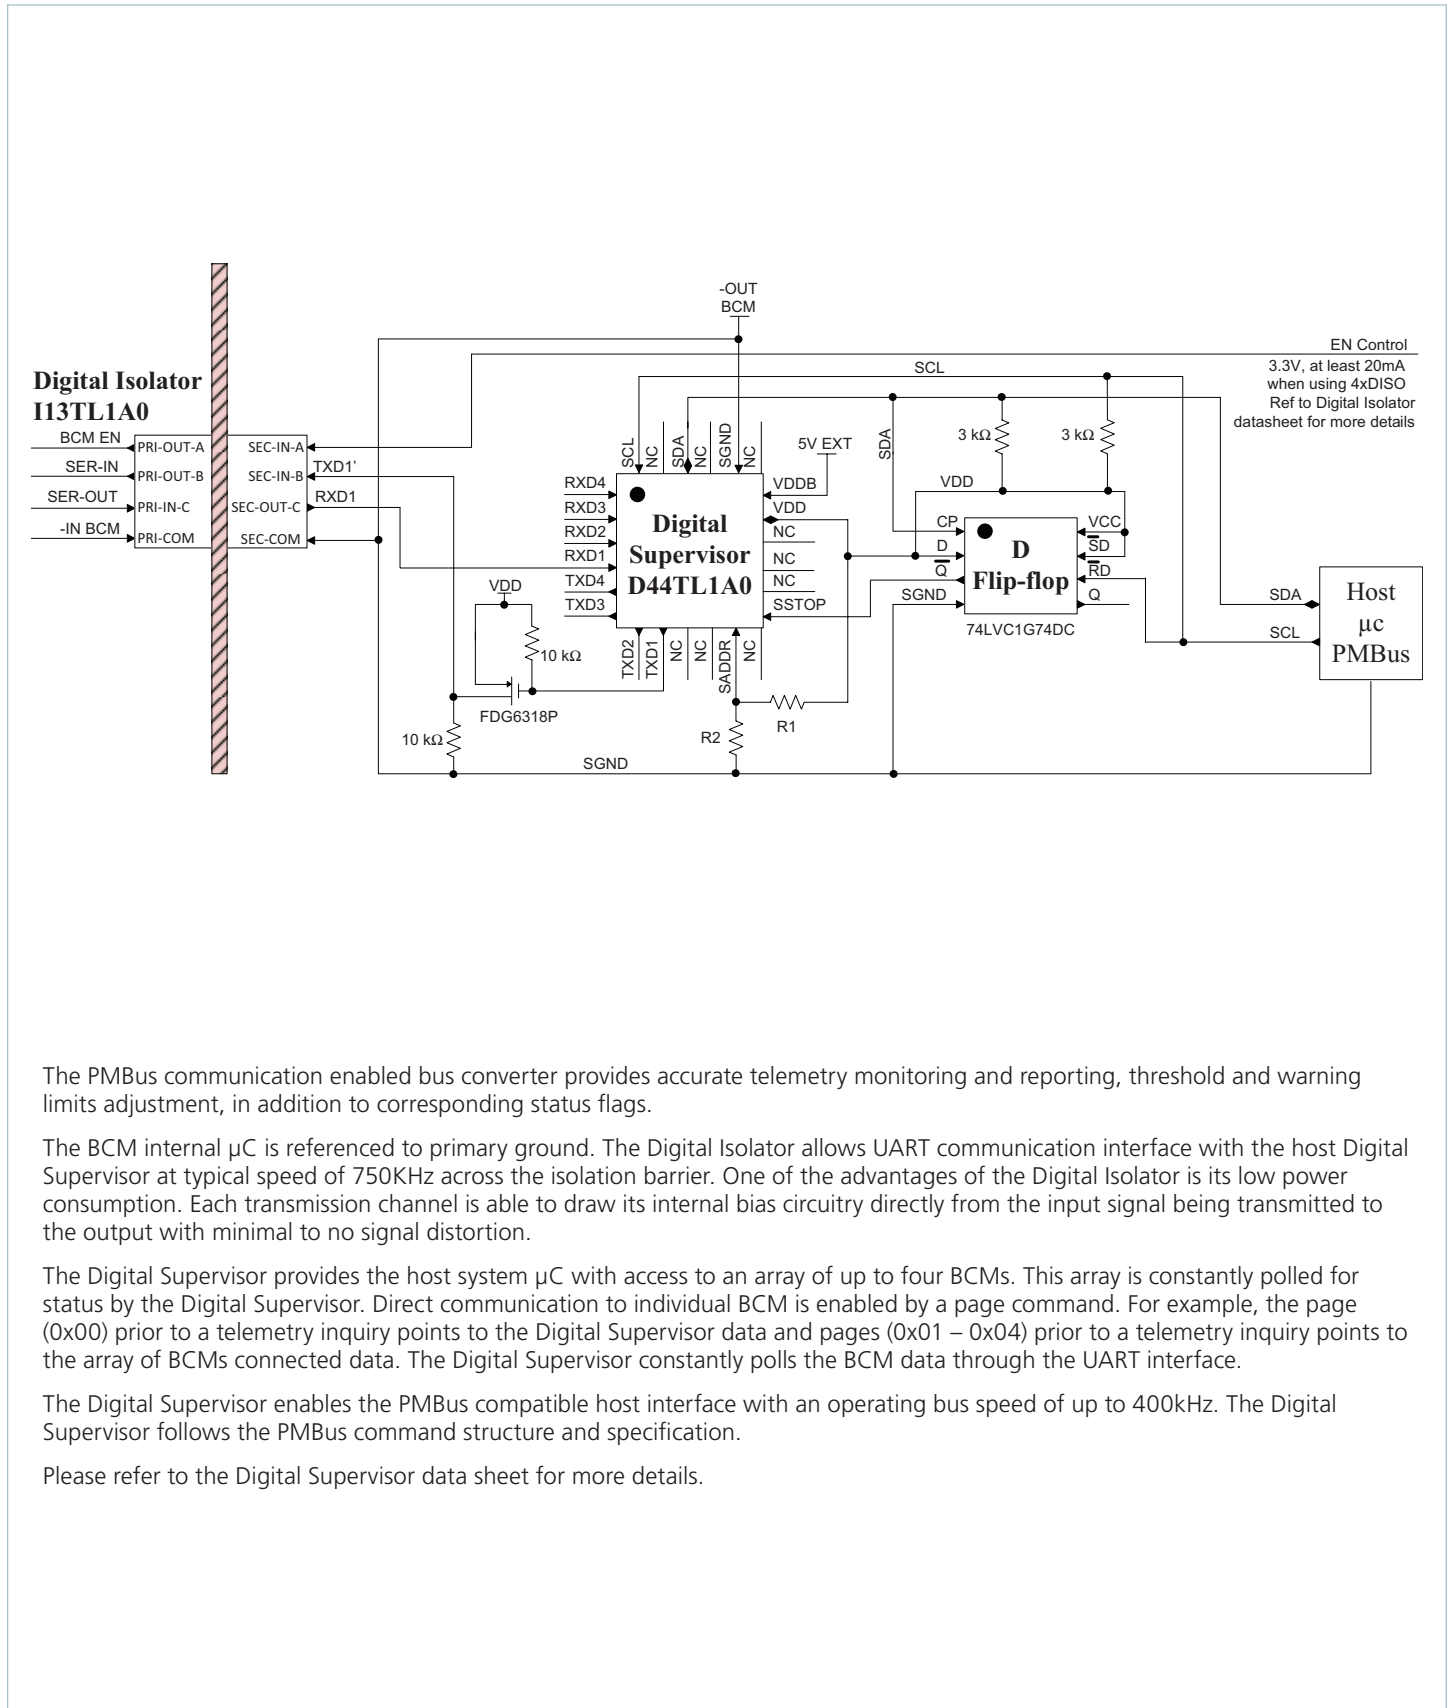 -OUT
BCM
EN Control
3.3V, at least 20mA
when using 4xDISO
Ref to Digital Isolator
datasheet for more details
SCL
Digital Isolator
I13TL1A0
BCM EN
SER-IN
SER-OUT
-IN BCM
PRI-OUT-A
PRI-OUT-B
PRI-IN-C
PRI-COM
SEC-IN-A
SEC-IN-B
SEC-OUT-C
SEC-COM
TXD1'
RXD1
SCL
NC
SDA
NC
SGND
NC
5V EXT
SDA
3 kΩ
3 kΩ
VDD
RXD4
RXD3
RXD2
RXD1
TXD4
TXD3
Digital
Supervisor
D44TL1A0
VDDB
VDD
NC
NC
NC
SSTOP
TXD2
TXD1
NC
NC
SADDR
NC
CP
D
Q̅
SGND
D
Flip-flop
74LVC1G74DC
VCC
S̅D
R̅D
Q
SDA
SCL
Host
µc
PMBus
VDD
10 kΩ
FDG6318P
10 kΩ
R1
R2
SGND
The PMBus communication enabled bus converter provides accurate telemetry monitoring and reporting, threshold and warning
limits adjustment, in addition to corresponding status flags.
The BCM internal µC is referenced to primary ground. The Digital Isolator allows UART communication interface with the host Digital
Supervisor at typical speed of 750KHz across the isolation barrier. One of the advantages of the Digital Isolator is its low power
consumption. Each transmission channel is able to draw its internal bias circuitry directly from the input signal being transmitted to
the output with minimal to no signal distortion.
The Digital Supervisor provides the host system µC with access to an array of up to four BCMs. This array is constantly polled for
status by the Digital Supervisor. Direct communication to individual BCM is enabled by a page command. For example, the page
(0x00) prior to a telemetry inquiry points to the Digital Supervisor data and pages (0x01 – 0x04) prior to a telemetry inquiry points to
the array of BCMs connected data. The Digital Supervisor constantly polls the BCM data through the UART interface.
The Digital Supervisor enables the PMBus compatible host interface with an operating bus speed of up to 400kHz. The Digital
Supervisor follows the PMBus command structure and specification.
Please refer to the Digital Supervisor data sheet for more details.